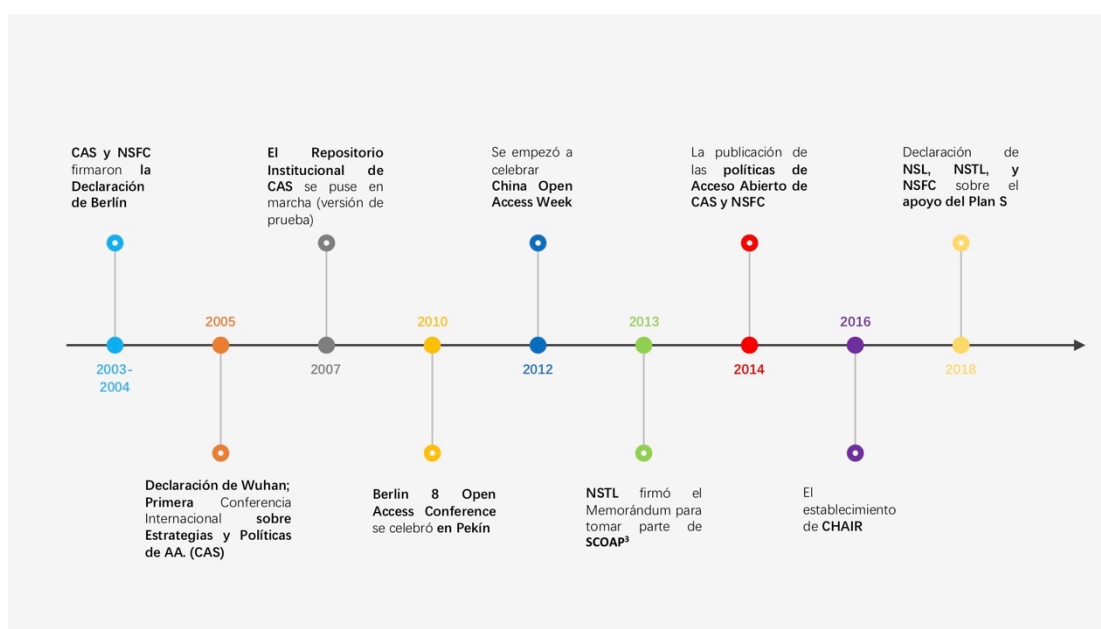 CAS y NSFC
firmaron la
Declaración
de Berlín
El Repositorio
Institucional de
CAS se puse en
marcha (versión de
prueba)
Se empezó a
celebrar
China Open
Access Week
La publicación de
las políticas de
Acceso Abierto de
CAS y NSFC
Declaración de
NSL, NSTL, y
NSFC sobre el
apoyo del Plan S
2005
2010
2013
2016
2003-
2004
2007
2012
2014
2018
Declaración de Wuhan;
Primera Conferencia
Internacional sobre
Estrategias y Políticas
de AA. (CAS)
Berlin 8 Open
Access Conference
se celebró en Pekín
NSTL firmó el
Memorándum para
tomar parte de
SCOAP³
El
establecimiento
de CHAIR